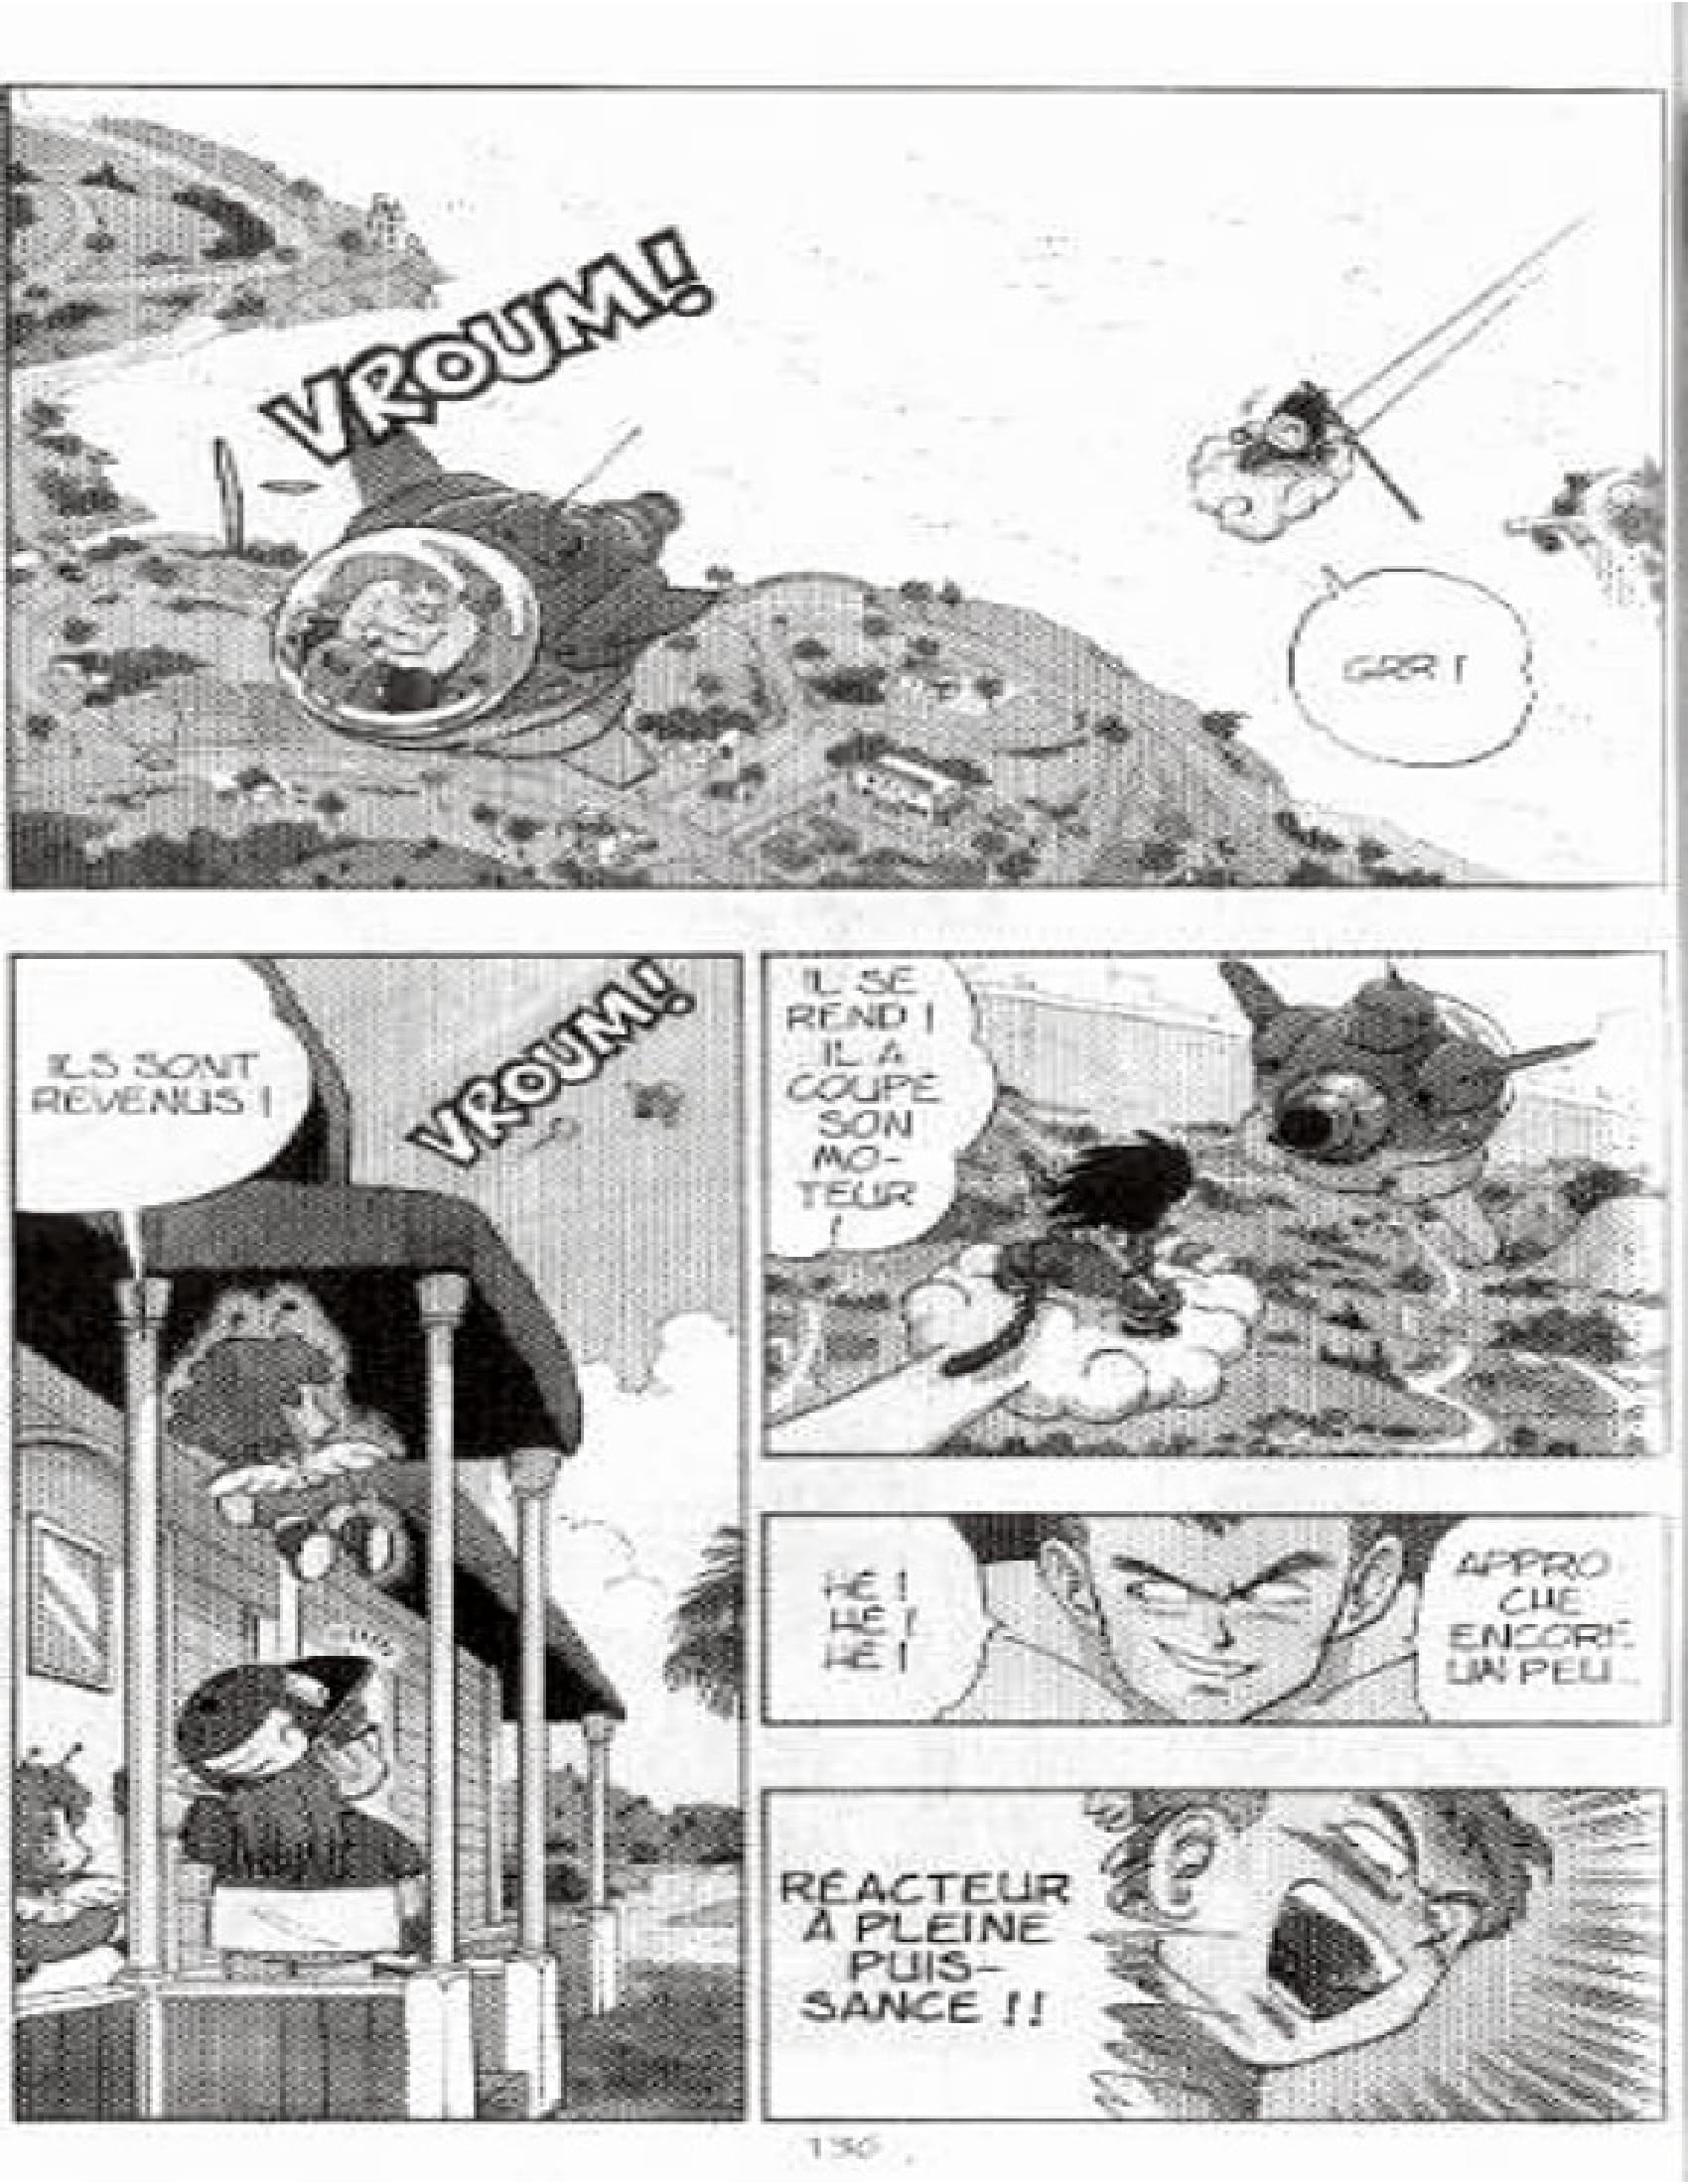 VROUM!
GRR !
ILS SONT
REVENUS !
VROUM!
IL SE
REND !
IL A
COUPÉ
SON
MO-
TEUR
!
HÉ !
HÉ !
HÉ !
APPRO
CHE
ENCORE
UN PEU...
RÉACTEUR
À PLEINE
PUIS-
SANCE !!